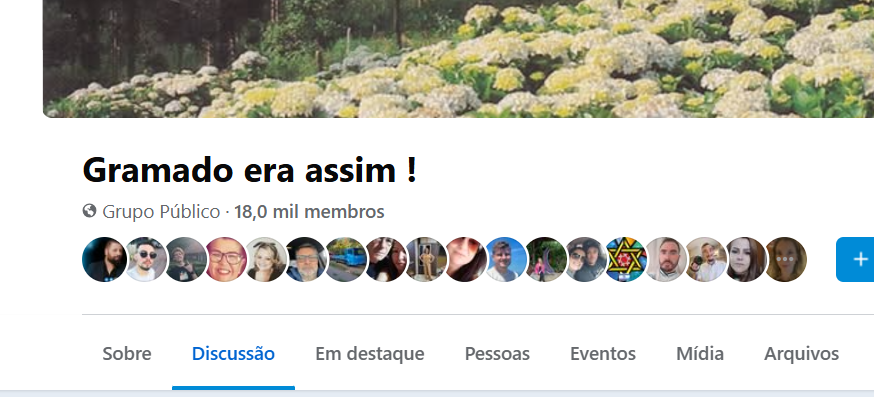 Gramado era assim !
Grupo Público · 18,0 mil membros
+
Sobre Discussão Em destaque Pessoas Eventos Mídia Arquivos